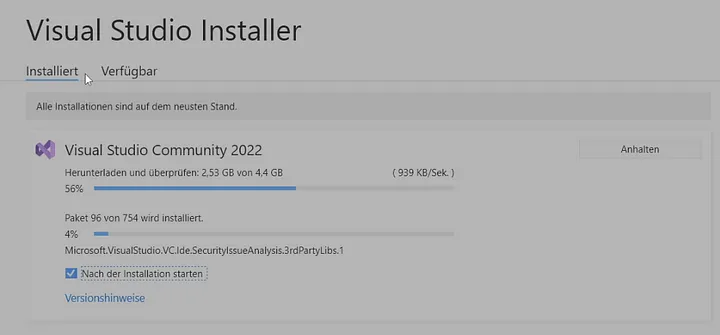 Visual Studio Installer
Installiert Verfügbar
Alle Installationen sind auf dem neusten Stand.
Visual Studio Community 2022 Anhalten
Herunterladen und überprüfen: 2,53 GB von 4,4 GB ( 939 KB/Sek. )
56%
Paket 96 von 754 wird installiert.
4%
Microsoft.VisualStudio.VC.Ide.SecurityIssueAnalysis.3rdPartyLibs.1
Nach der Installation starten
Versionshinweise